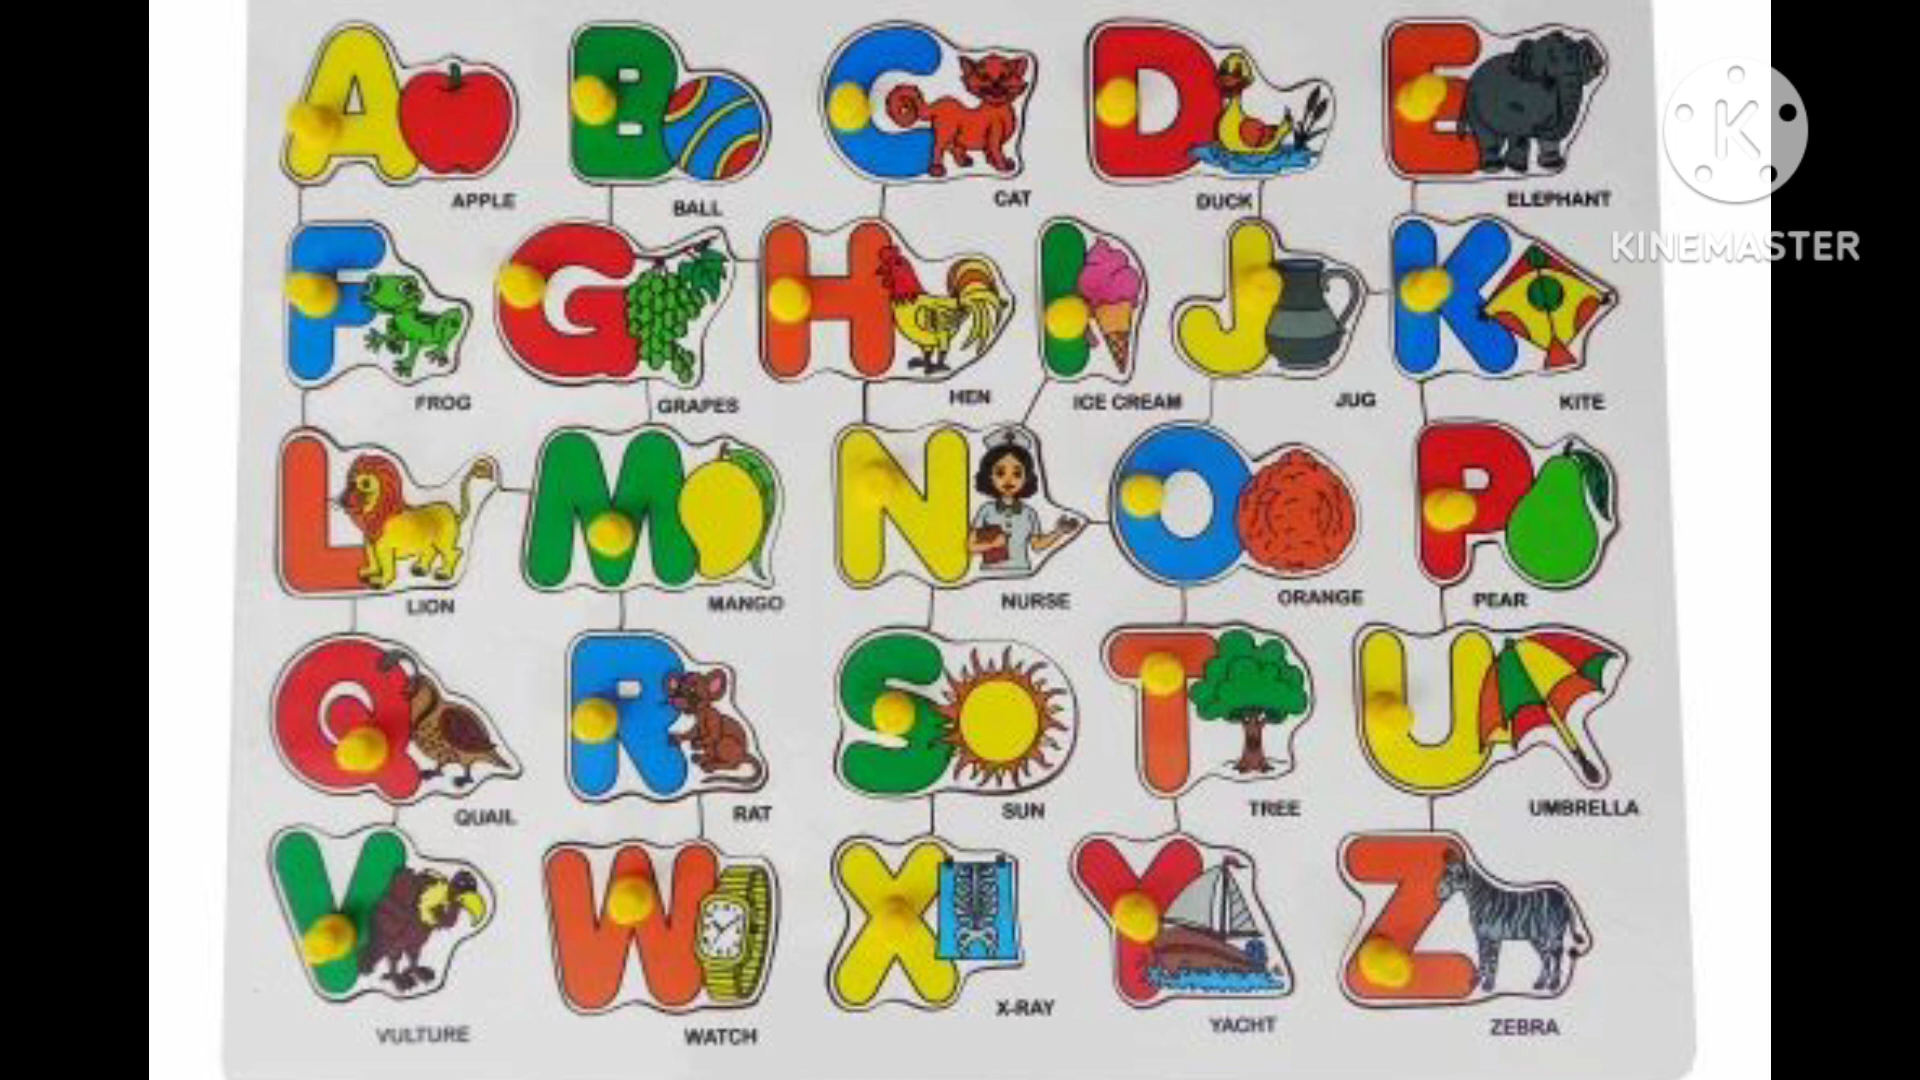 A B C D E
APPLE BALL CAT DUCK ELEPHANT
K
KINEMASTER
F G H I J K
FROG GRAPES HEN ICE CREAM JUG KITE
L M N O P
LION MANGO NURSE ORANGE PEAR
Q R S T U
QUAIL RAT SUN TREE UMBRELLA
V W X Y Z
VULTURE WATCH X-RAY YACHT ZEBRA